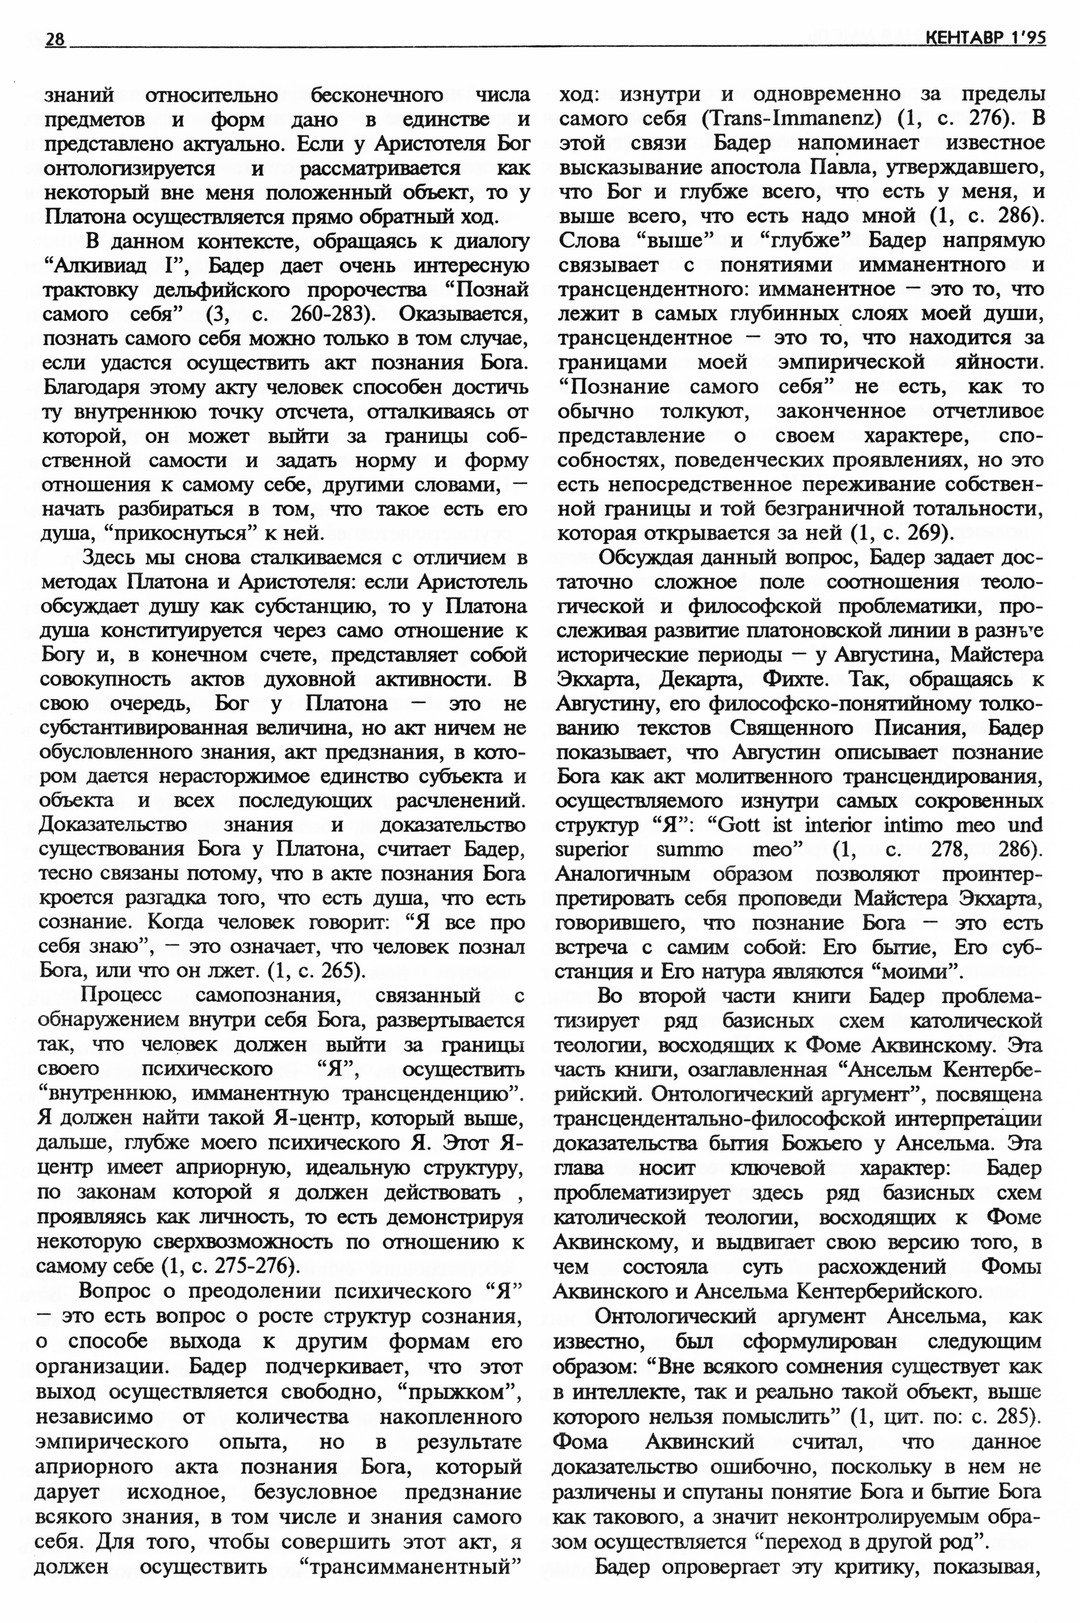 28
КЕНТАВР 1'95
знаний относительно бесконечного числа
предметов и форм дано в единстве и
представлено актуально. Если у Аристотеля Бог
онтологизируется и рассматривается как
некоторый вне меня положенный объект, то у
Платона осуществляется прямо обратный ход.
В данном контексте, обращаясь к диалогу
“Алкивиад I”, Бадер дает очень интересную
трактовку дельфийского пророчества “Познай
самого себя” (3, с. 260-283). Оказывается,
познать самого себя можно только в том случае,
если удастся осуществить акт познания Бога.
Благодаря этому акту человек способен достичь
ту внутреннюю точку отсчета, отталкиваясь от
которой, он может выйти за границы соб-
ственной самости и задать норму и форму
отношения к самому себе, другими словами, —
начать разбираться в том, что такое есть его
душа, “прикоснуться” к ней.
Здесь мы снова сталкиваемся с отличием в
методах Платона и Аристотеля: если Аристотель
обсуждает душу как субстанцию, то у Платона
душа конституируется через само отношение к
Богу и, в конечном счете, представляет собой
совокупность актов духовной активности. В
свою очередь, Бог у Платона — это не
субстантивированная величина, но акт ничем не
обусловленного знания, акт предзнания, в кото-
ром дается нерасторжимое единство субъекта и
объекта и всех последующих расчленений.
Доказательство знания и доказательство
существования Бога у Платона, считает Бадер,
тесно связаны потому, что в акте познания Бога
кроется разгадка того, что есть душа, что есть
сознание. Когда человек говорит: “Я все про
себя знаю”, — это означает, что человек познал
Бога, или что он лжет. (1, с. 265).
Процесс самопознания, связанный с
обнаружением внутри себя Бога, развертывается
так, что человек должен выйти за границы
своего психического “Я”, осуществить
“внутреннюю, имманентную трансценденцию”.
Я должен найти такой Я-центр, который выше,
дальше, глубже моего психического Я. Этот Я-
центр имеет априорную, идеальную структуру,
по законам которой я должен действовать ,
проявляясь как личность, то есть демонстрируя
некоторую сверхвозможность по отношению к
самому себе (1, с. 275-276).
Вопрос о преодолении психического “Я”
— это есть вопрос о росте структур сознания,
о способе выхода к другим формам его
организации. Бадер подчеркивает, что этот
выход осуществляется свободно, “прыжком”,
независимо от количества накопленного
эмпирического опыта, но в результате
априорного акта познания Бога, который
дарует исходное, безусловное предзнание
всякого знания, в том числе и знания самого
себя. Для того, чтобы совершить этот акт, я
должен осуществить “трансимманентный”
ход: изнутри и одновременно за пределы
самого себя (Trans-Immanenz) (1, с. 276). В
этой связи Бадер напоминает известное
высказывание апостола Павла, утверждавшего,
что Бог и глубже всего, что есть у меня, и
выше всего, что есть надо мной (1, с. 286).
Слова “выше” и “глубже” Бадер напрямую
связывает с понятиями имманентного и
трансцендентного: имманентное — это то, что
лежит в самых глубинных слоях моей души,
трансцендентное — это то, что находится за
границами моей эмпирической яйности.
“Познание самого себя” не есть, как то
обычно толкуют, законченное отчетливое
представление о своем характере, спо-
собностях, поведенческих проявлениях, но это
есть непосредственное переживание собствен-
ной границы и той безграничной тотальности,
которая открывается за ней (1, с. 269).
Обсуждая данный вопрос, Бадер задает дос-
таточно сложное поле соотношения теоло-
гической и философской проблематики, про-
слеживая развитие платоновской линии в разные
исторические периоды — у Августина, Майстера
Экхарта, Декарта, Фихте. Так, обращаясь к
Августину, его философско-понятийному толко-
ванию текстов Священного Писания, Бадер
показывает, что Августин описывает познание
Бога как акт молитвенного трансцендирования,
осуществляемого изнутри самых сокровенных
структур “Я”: “Gott ist interior intimo meo und
superior summo meo” (1, с. 278, 286).
Аналогичным образом позволяют проинтер-
претировать себя проповеди Майстера Экхарта,
говорившего, что познание Бога — это есть
встреча с самим собой: Его бытие, Его суб-
станция и Его натура являются “моими”.
Во второй части книги Бадер проблема-
тизирует ряд базисных схем католической
теологии, восходящих к Фоме Аквинскому. Эта
часть книги, озаглавленная “Ансельм Кентербе-
рийский. Онтологический аргумент”, посвящена
трансцендентально-философской интерпретации
доказательства бытия Божьего у Ансельма. Эта
глава носит ключевой характер: Бадер
проблематизирует здесь ряд базисных схем
католической теологии, восходящих к Фоме
Аквинскому, и выдвигает свою версию того, в
чем состояла суть расхождений Фомы
Аквинского и Ансельма Кентерберийского.
Онтологический аргумент Ансельма, как
известно, был сформулирован следующим
образом: “Вне всякого сомнения существует как
в интеллекте, так и реально такой объект, выше
которого нельзя помыслить” (1, цит. по: с. 285).
Фома Аквинский считал, что данное
доказательство ошибочно, поскольку в нем не
различены и спутаны понятие Бога и бытие Бога
как такового, а значит неконтролируемым обра-
зом осуществляется “переход в другой род”.
Бадер опровергает эту критику, показывая,